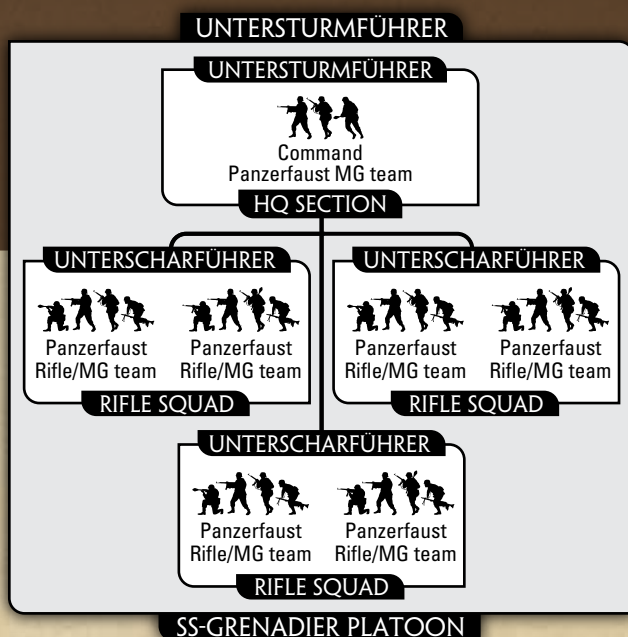 UNTERSTURMFÜHRER
UNTERSTURMFÜHRER
Command
Panzerfaust MG team
HQ SECTION
UNTERSCHARFÜHRER
Panzerfaust
Rifle/MG team
Panzerfaust
Rifle/MG team
RIFLE SQUAD
UNTERSCHARFÜHRER
Panzerfaust
Rifle/MG team
Panzerfaust
Rifle/MG team
RIFLE SQUAD
UNTERSCHARFÜHRER
Panzerfaust
Rifle/MG team
Panzerfaust
Rifle/MG team
RIFLE SQUAD
SS-GRENADIER PLATOON